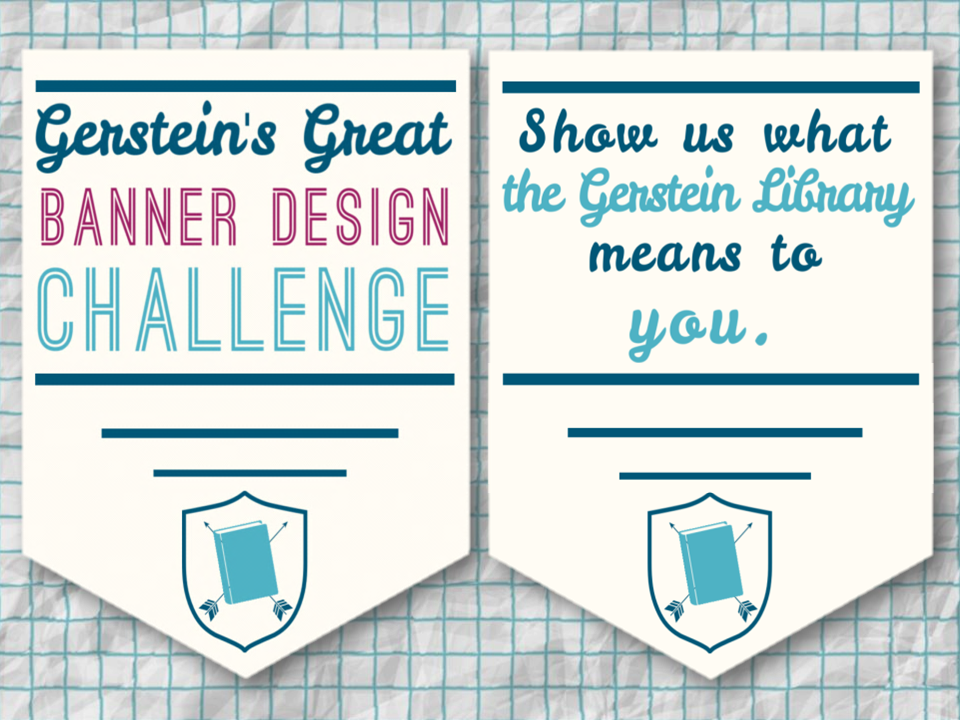 Gerstein's Great
BANNER DESIGN
CHALLENGE
Show us what
the Gerstein Library
means to
you.